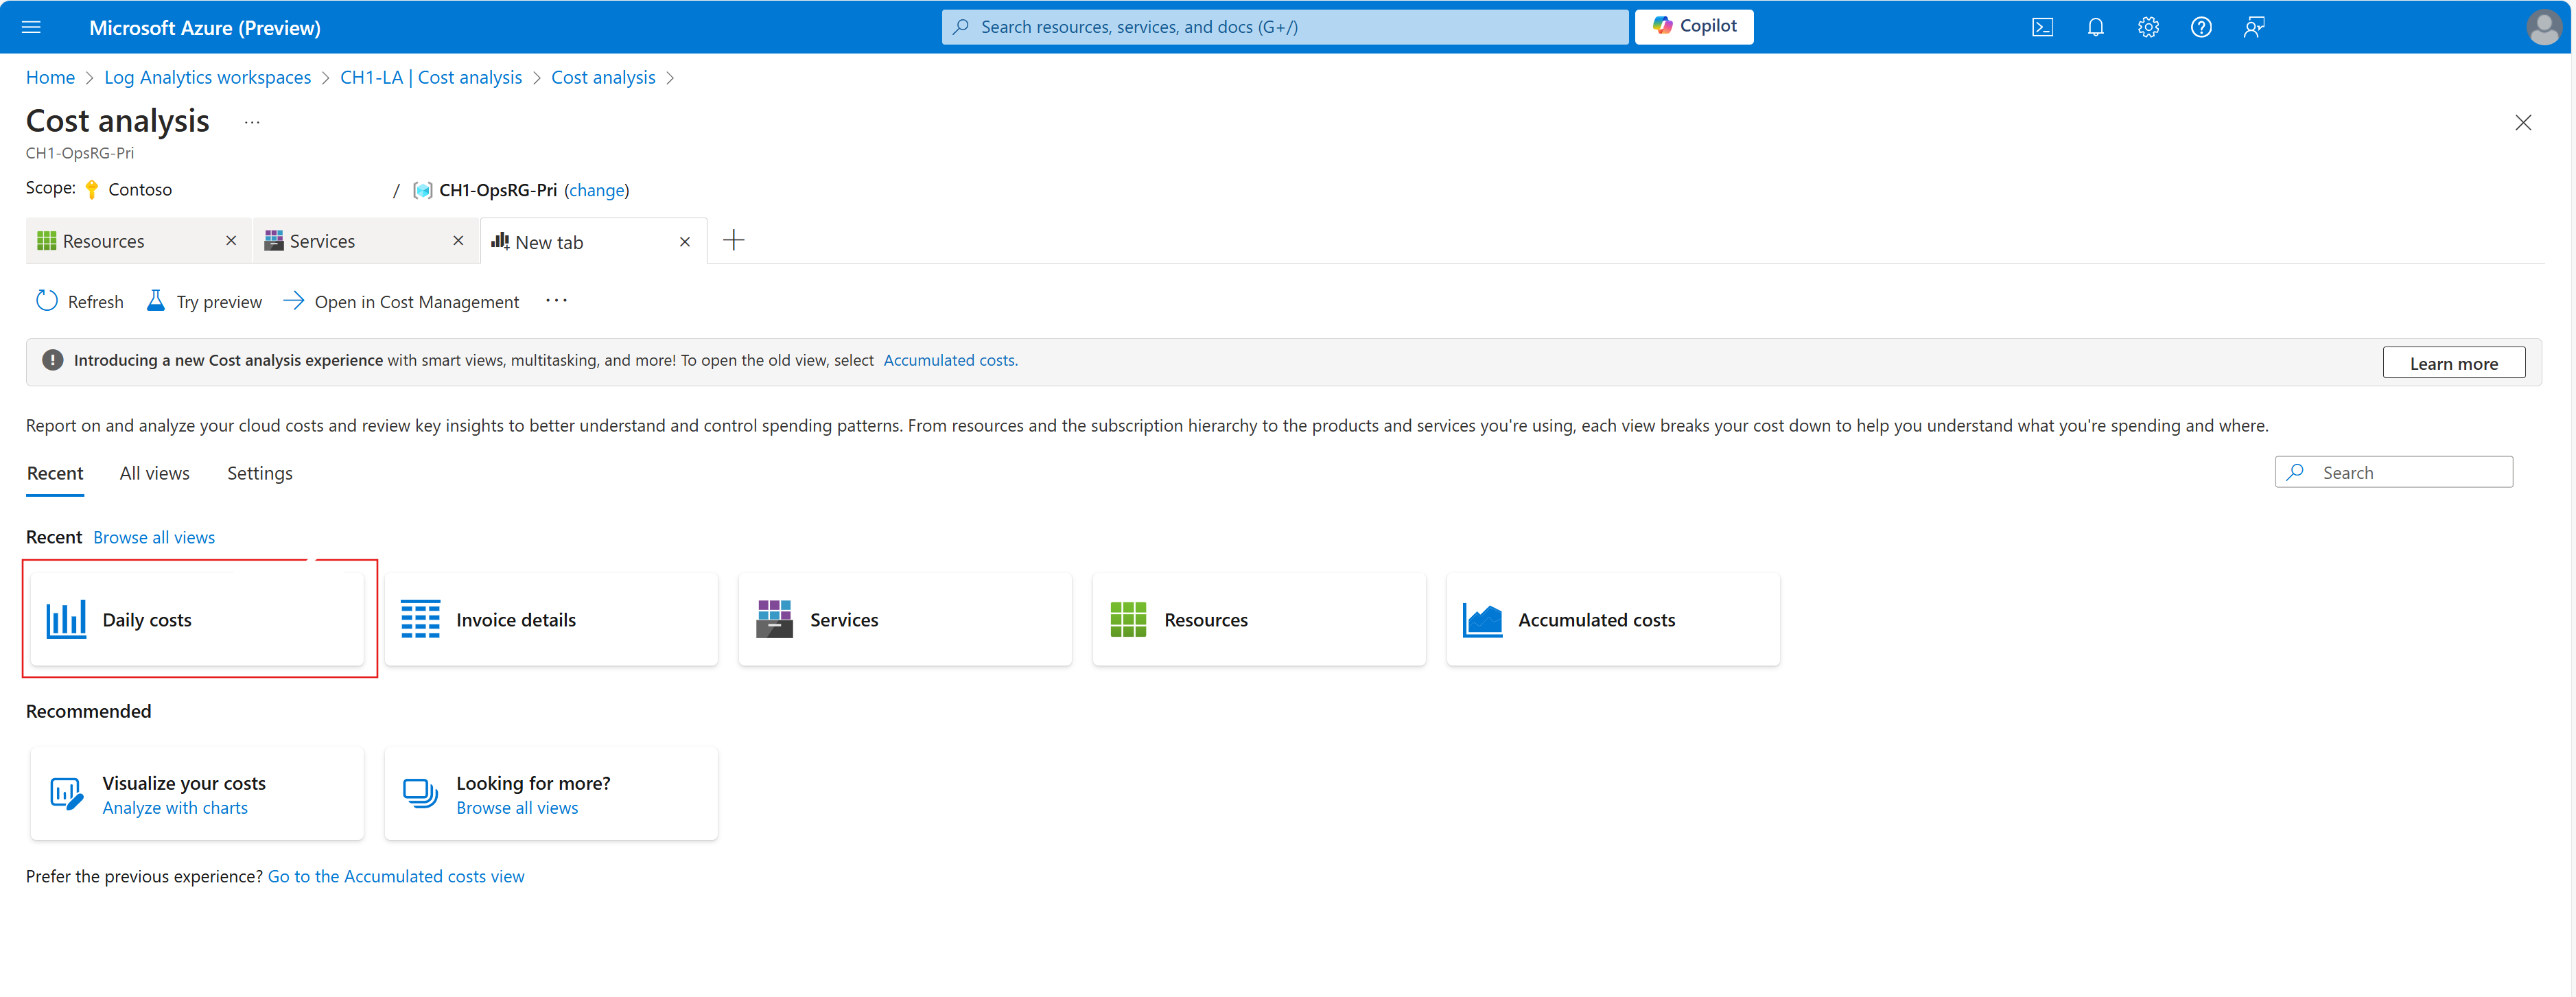 Microsoft Azure (Preview)
Search resources, services, and docs (G+/)
Copilot
Home > Log Analytics workspaces > CH1-LA | Cost analysis > Cost analysis >
Cost analysis ...
CH1-OpsRG-Pri
Scope: Contoso / CH1-OpsRG-Pri (change)
Resources
Services
New tab
Refresh
Try preview
Open in Cost Management
Introducing a new Cost analysis experience with smart views, multitasking, and more! To open the old view, select Accumulated costs.
Learn more
Report on and analyze your cloud costs and review key insights to better understand and control spending patterns. From resources and the subscription hierarchy to the products and services you're using, each view breaks your cost down to help you understand what you're spending and where.
Recent
All views
Settings
Search
Recent Browse all views
Daily costs
Invoice details
Services
Resources
Accumulated costs
Recommended
Visualize your costs
Analyze with charts
Looking for more?
Browse all views
Prefer the previous experience? Go to the Accumulated costs view